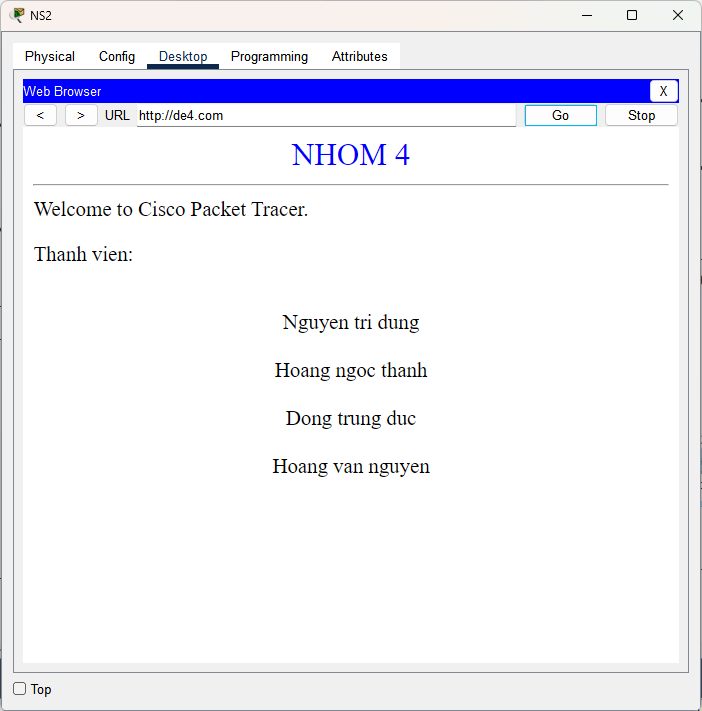 NS2
Physical Config Desktop Programming Attributes
Web Browser X
< > URL http://de4.com Go Stop
NHOM 4
Welcome to Cisco Packet Tracer.
Thanh vien:
Nguyen tri dung
Hoang ngoc thanh
Dong trung duc
Hoang van nguyen
Top